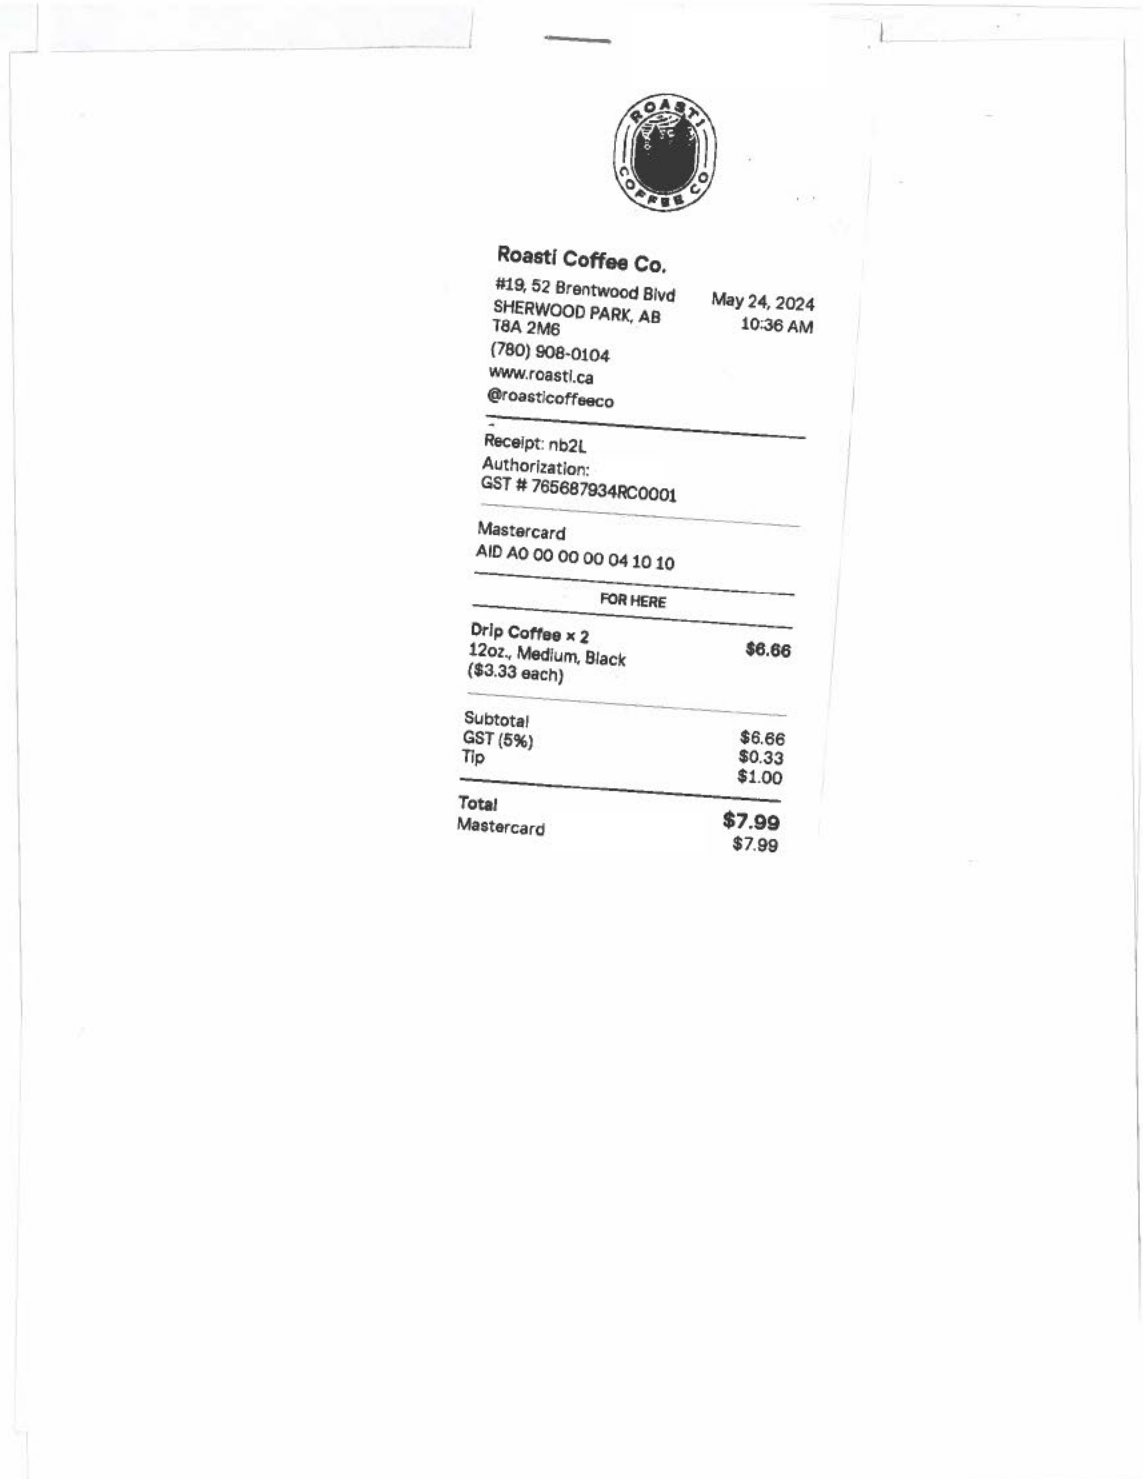 ROASTI
COFFEE CO
Roasti Coffee Co.
#19, 52 Brentwood Blvd
SHERWOOD PARK, AB
T8A 2M6
May 24, 2024
10:36 AM
(780) 908-0104
www.roasti.ca
@roasticoffeeco
Receipt: nb2L
Authorization:
GST # 765687934RC0001
Mastercard
AID A0 00 00 00 04 10 10
FOR HERE
Drip Coffee × 2 $6.66
12oz., Medium, Black
($3.33 each)
Subtotal $6.66
GST (5%) $0.33
Tip $1.00
Total $7.99
Mastercard $7.99